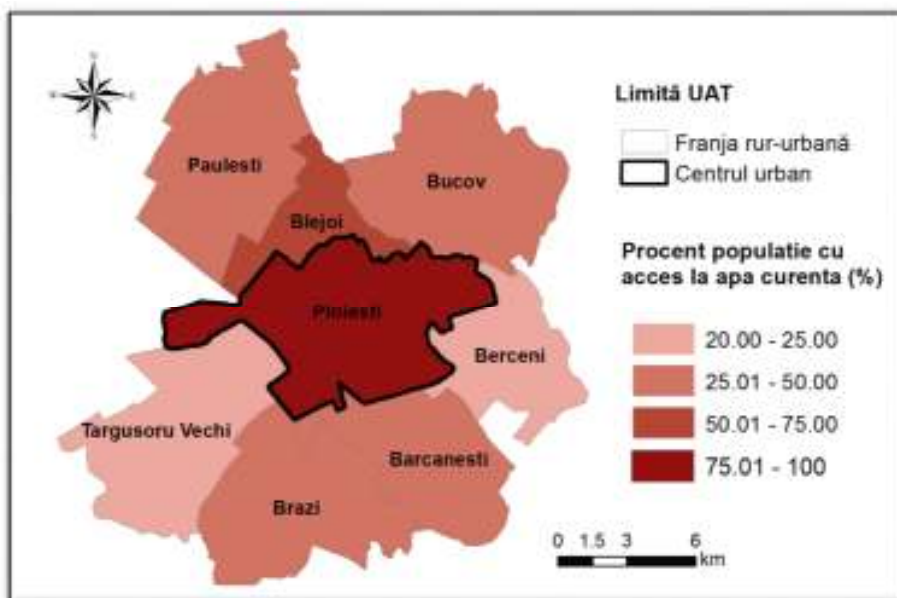 Paulesti
Bucov
Blejoi
Ploiesti
Berceni
Targusoru Vechi
Barcanesti
Brazi
Limită UAT
Franja rur-urbană
Centrul urban
Procent populatie cu
acces la apa curenta (%)
20.00 - 25.00
25.01 - 50.00
50.01 - 75.00
75.01 - 100
0 1.5 3 6
km